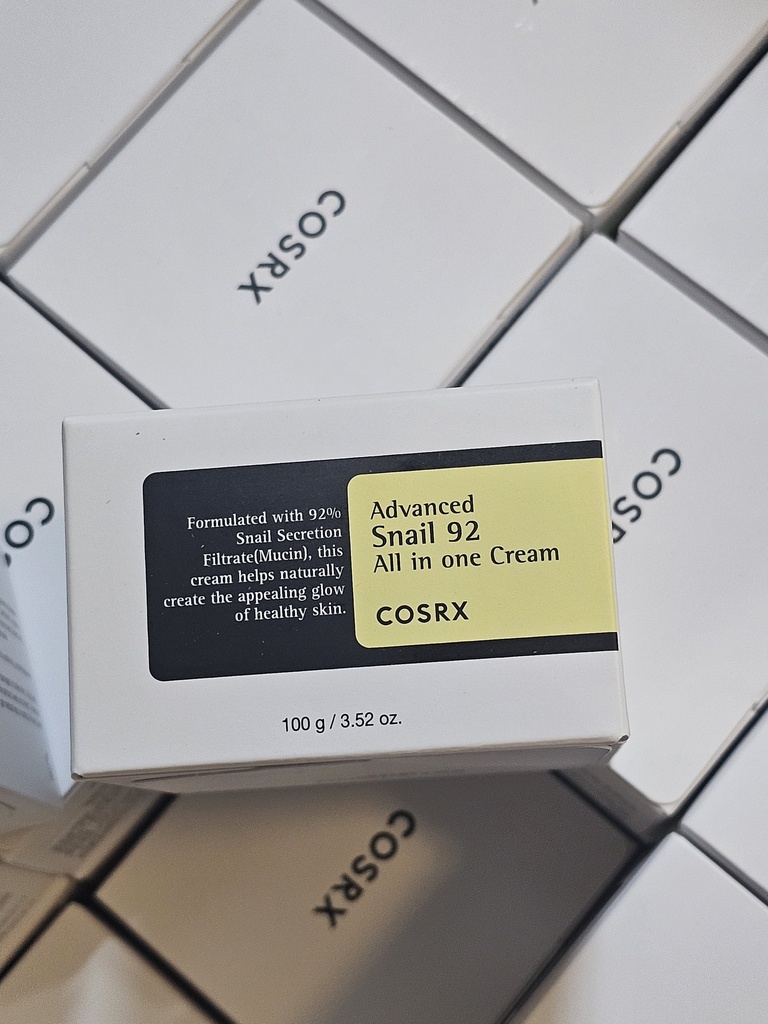 COSRX
Formulated with 92%
Snail Secretion
Filtrate(Mucin), this
cream helps naturally
create the appealing glow
of healthy skin.
Advanced
Snail 92
All in one Cream
COSRX
100 g / 3.52 oz.
COSRX
COSRX